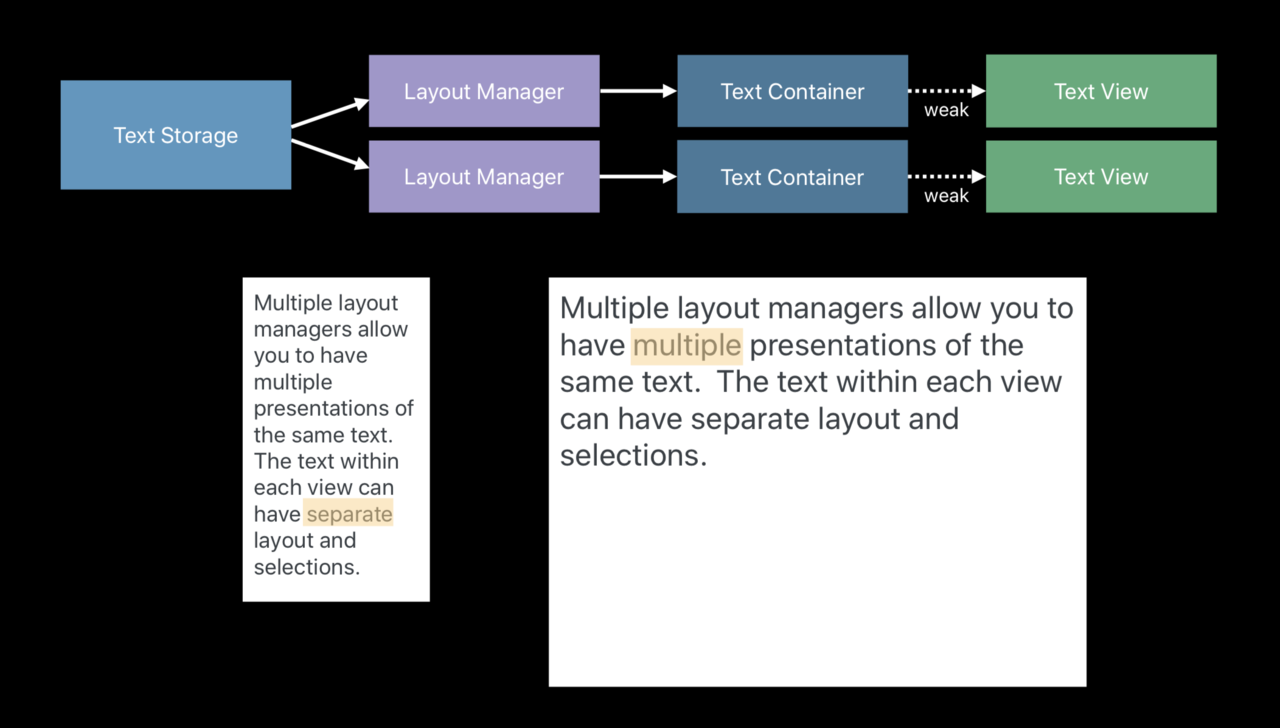 Text Storage
Layout Manager
Text Container
weak
Text View
Layout Manager
Text Container
weak
Text View
Multiple layout
managers allow
you to have
multiple
presentations of
the same text.
The text within
each view can
have separate
layout and
selections.
Multiple layout managers allow you to
have multiple presentations of the
same text.  The text within each view
can have separate layout and
selections.